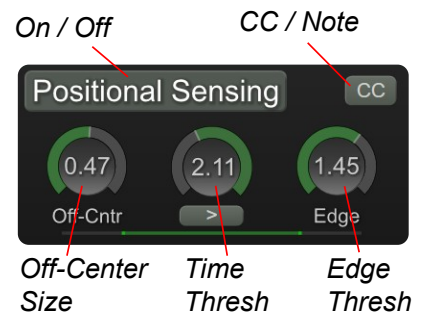 On / Off
CC / Note
Positional Sensing
CC
0.47
2.11
1.45
Off-Cntr
>
Edge
Off-Center
Size
Time
Thresh
Edge
Thresh